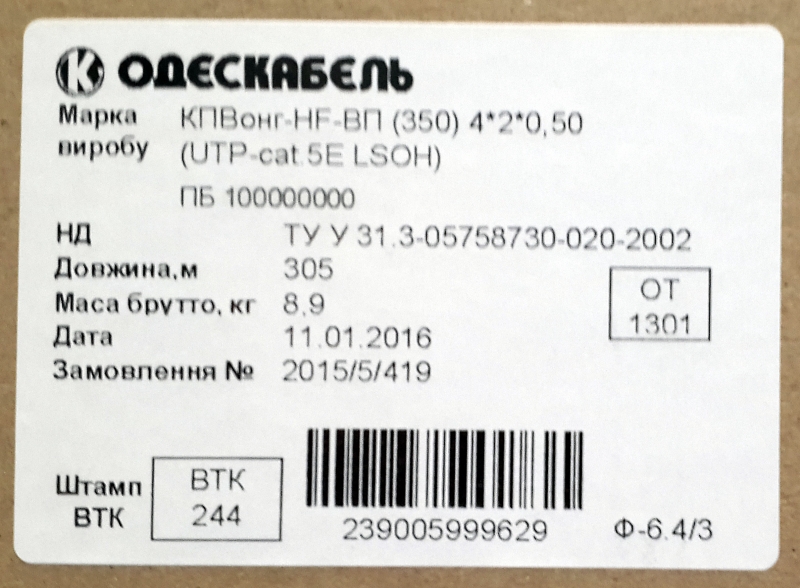 ОДЕСКАБЕЛЬ
Марка виробу КПВонг-HF-ВП (350) 4*2*0,50
(UTP-cat.5E LSOH)
ПБ 100000000
НД ТУ У 31.3-05758730-020-2002
Довжина,м 305
Маса брутто, кг 8,9
Дата 11.01.2016
Замовлення № 2015/5/419
ОТ
1301
Штамп
ВТК
ВТК
244
239005999629
Ф-6.4/3